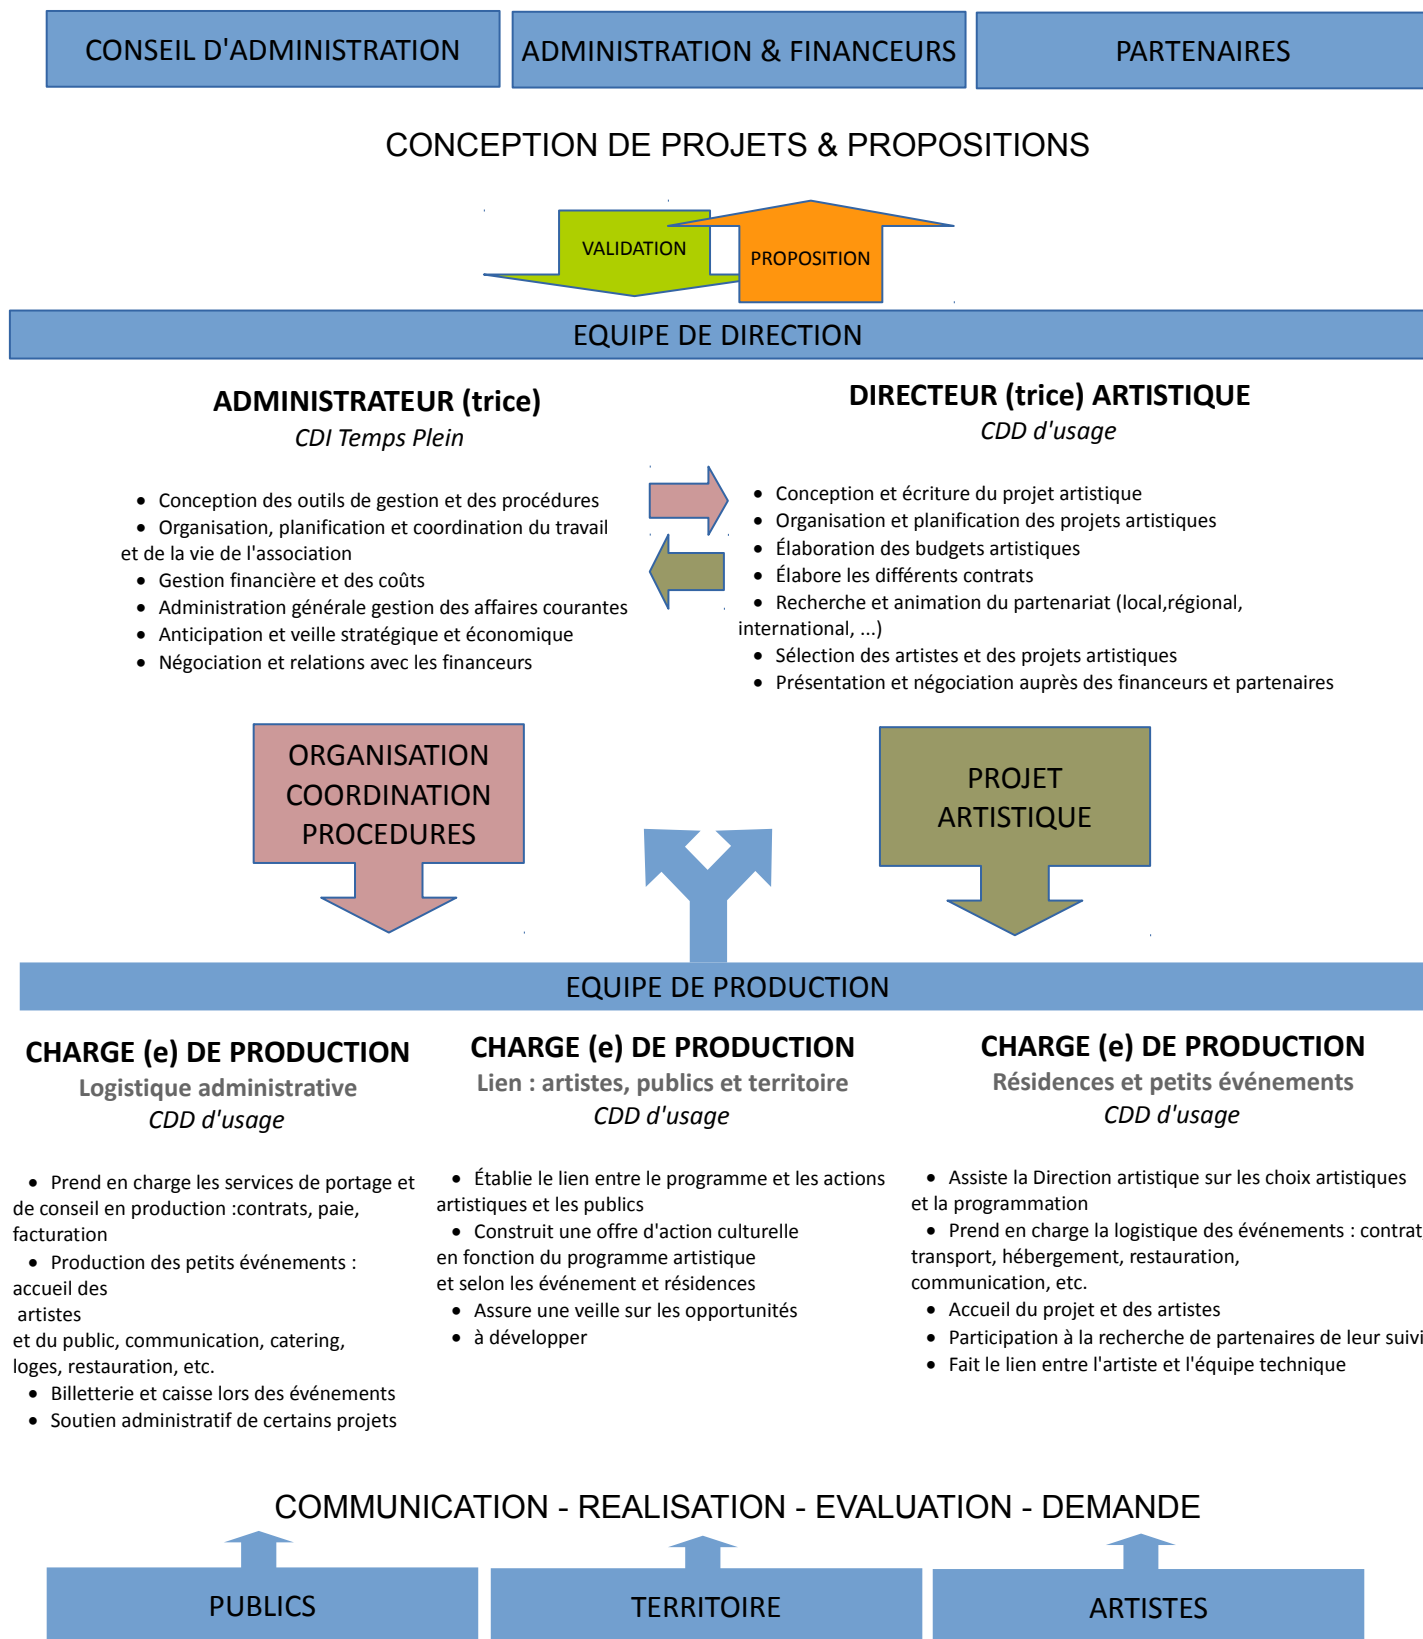 CONSEIL D'ADMINISTRATION
ADMINISTRATION & FINANCEURS
PARTENAIRES
CONCEPTION DE PROJETS & PROPOSITIONS
VALIDATION
PROPOSITION
EQUIPE DE DIRECTION
ADMINISTRATEUR (trice)
CDI Temps Plein
• Conception des outils de gestion et des procédures
• Organisation, planification et coordination du travail
et de la vie de l'association
• Gestion financière et des coûts
• Administration générale gestion des affaires courantes
• Anticipation et veille stratégique et économique
• Négociation et relations avec les financeurs
DIRECTEUR (trice) ARTISTIQUE
CDD d'usage
• Conception et écriture du projet artistique
• Organisation et planification des projets artistiques
• Élaboration des budgets artistiques
• Élabore les différents contrats
• Recherche et animation du partenariat (local,régional,
international, ...)
• Sélection des artistes et des projets artistiques
• Présentation et négociation auprès des financeurs et partenaires
ORGANISATION
COORDINATION
PROCEDURES
PROJET
ARTISTIQUE
EQUIPE DE PRODUCTION
CHARGE (e) DE PRODUCTION
Logistique administrative
CDD d'usage
• Prend en charge les services de portage et
de conseil en production :contrats, paie,
facturation
• Production des petits événements :
accueil des
artistes
et du public, communication, catering,
loges, restauration, etc.
• Billetterie et caisse lors des événements
• Soutien administratif de certains projets
CHARGE (e) DE PRODUCTION
Lien : artistes, publics et territoire
CDD d'usage
• Établie le lien entre le programme et les actions
artistiques et les publics
• Construit une offre d'action culturelle
en fonction du programme artistique
et selon les événement et résidences
• Assure une veille sur les opportunités
• à développer
CHARGE (e) DE PRODUCTION
Résidences et petits événements
CDD d'usage
• Assiste la Direction artistique sur les choix artistiques
et la programmation
• Prend en charge la logistique des événements : contrat,
transport, hébergement, restauration,
communication, etc.
• Accueil du projet et des artistes
• Participation à la recherche de partenaires de leur suivi
• Fait le lien entre l'artiste et l'équipe technique
COMMUNICATION - REALISATION - EVALUATION - DEMANDE
PUBLICS
TERRITOIRE
ARTISTES